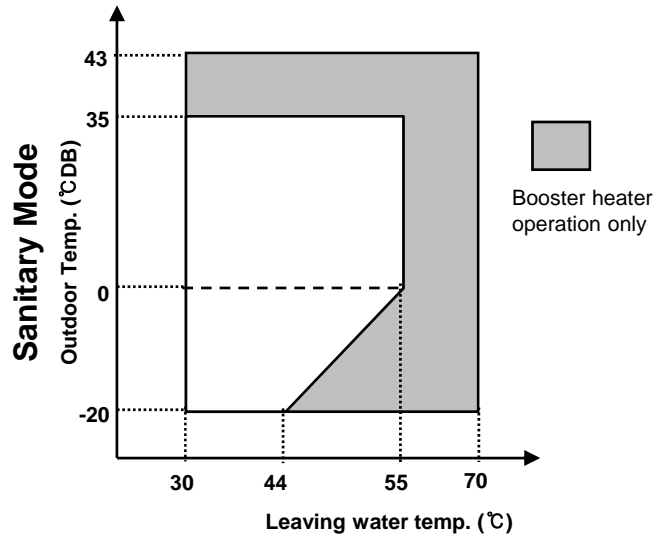 Sanitary Mode
Outdoor Temp. (℃DB)
43
35
0
-20
30 44 55 70
Leaving water temp. (℃)
Booster heater
operation only